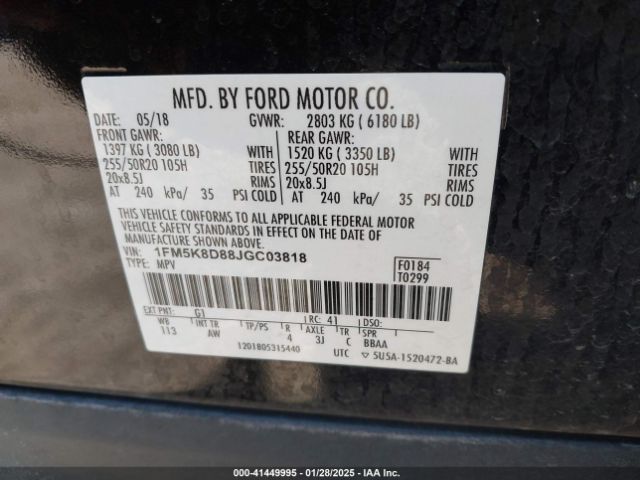 MFD. BY FORD MOTOR CO.
DATE: 05/18 GVWR: 2803 KG ( 6180 LB)
FRONT GAWR: REAR GAWR:
1397 KG ( 3080 LB) WITH 1520 KG ( 3350 LB) WITH
255/50R20 105H TIRES 255/50R20 105H TIRES
20x8.5J RIMS 20x8.5J RIMS
AT 240 kPa/ 35 PSI COLD AT 240 kPa/ 35 PSI COLD
THIS VEHICLE CONFORMS TO ALL APPLICABLE FEDERAL MOTOR
VEHICLE SAFETY STANDARDS IN EFFECT ON THE DATE OF
MANUFACTURE SHOWN ABOVE.
VIN: 1FM5K8D88JGC03818 F0184
TYPE: MPV T0299
EXT PNT: G1 RC: 41 DSO:
WB INT TR TP/PS R AXLE TR SPR
113 AW 4 3J C BBAA
1201805315440 UTC ▽ 5U5A-1520472-BA
000-41449995 - 01/28/2025 - IAA Inc.